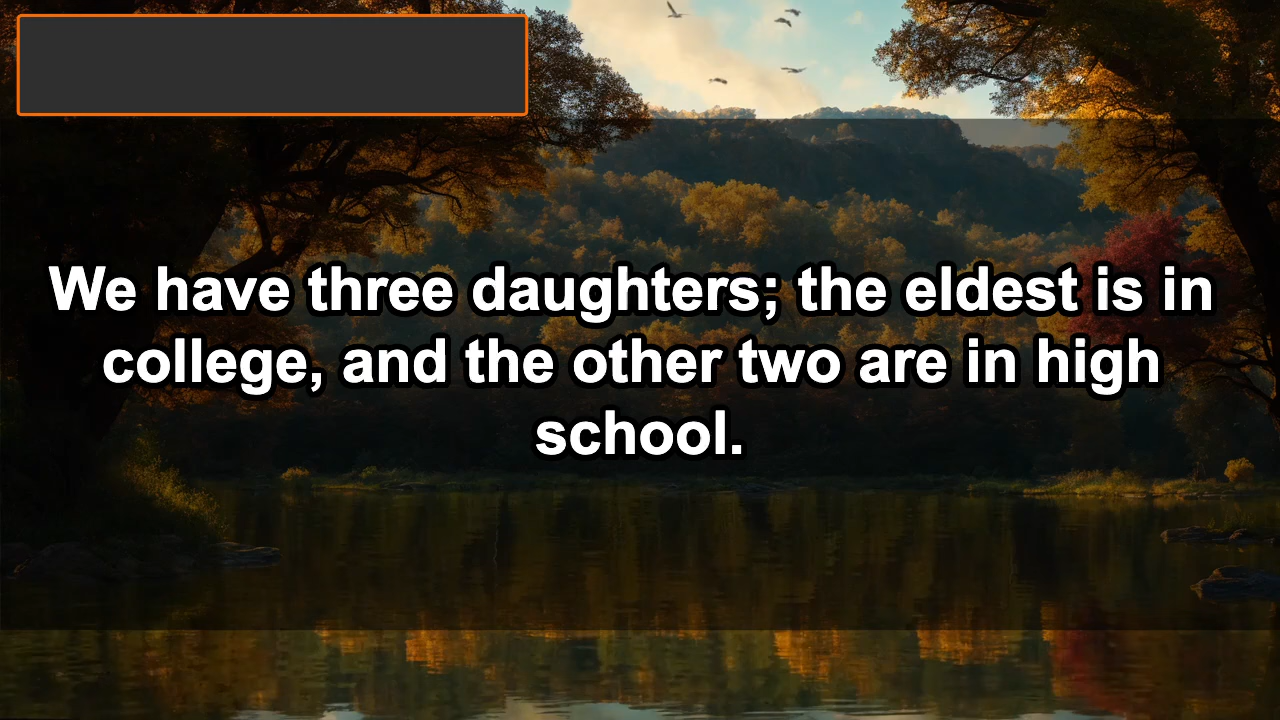 We have three daughters; the eldest is in
college, and the other two are in high
school.